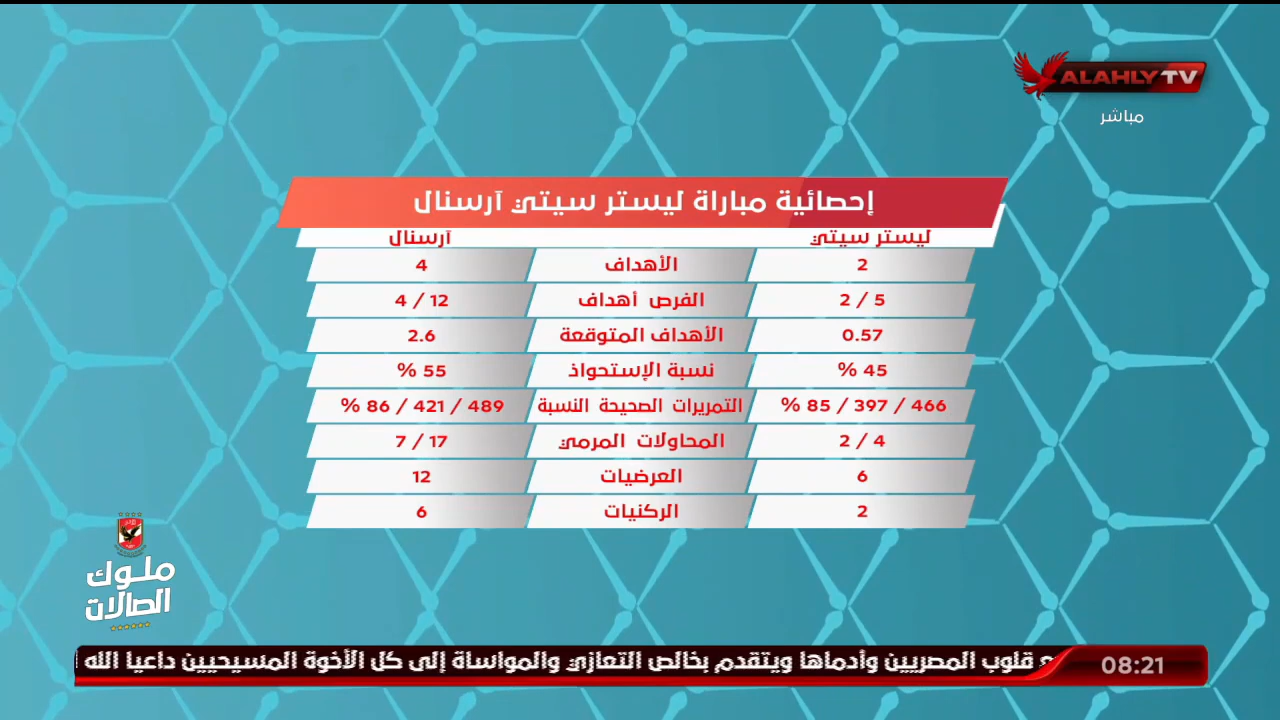 ALAHLY TV
مباشر
إحصائية مباراة ليستر سيتي آرسنال
ليستر سيتي آرسنال
2 الأهداف 4
2 / 5 الفرص أهداف 4 / 12
0.57 الأهداف المتوقعة 2.6
45 % نسبة الإستحواذ 55 %
466 / 397 / 85 % التمريرات الصحيحة النسبة 489 / 421 / 86 %
2 / 4 المحاولات المرمي 7 / 17
6 العرضيات 12
2 الركنيات 6
ملوك
الصالات
08:21 قلوب المصريين وأدماها ويتقدم بخالص التعازي والمواساة إلى كل الأخوة المسيحيين داعيا الله